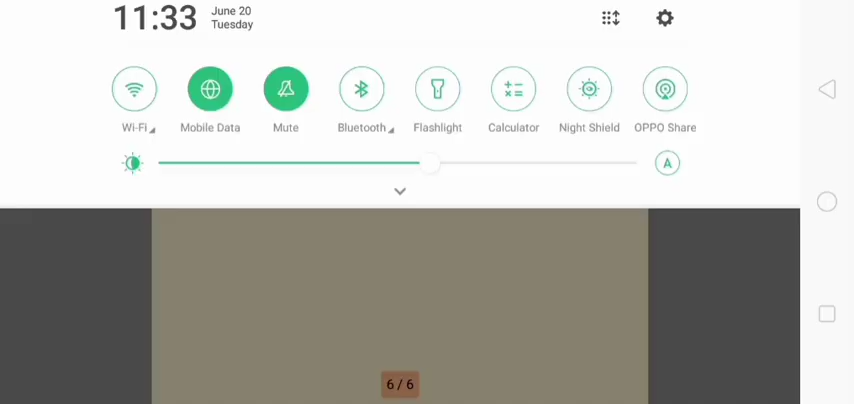 11:33
June 20
Tuesday
Wi-Fi
Mobile Data
Mute
Bluetooth
Flashlight
Calculator
Night Shield
OPPO Share
A
6 / 6